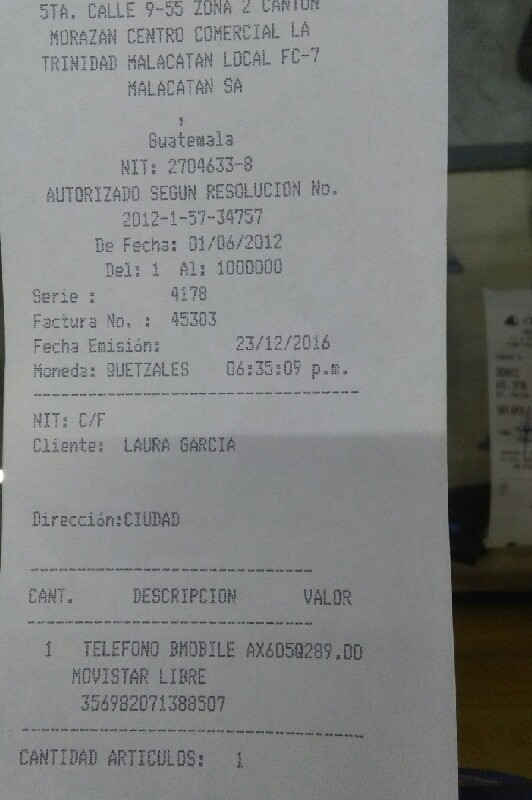 5TA. CALLE 9-55 ZONA 2 CANTON
MORAZAN CENTRO COMERCIAL LA
TRINIDAD MALACATAN LOCAL FC-7
MALACATAN SA
,
Guatemala
NIT: 2704633-8
AUTORIZADO SEGUN RESOLUCION No.
2012-1-57-34757
De Fecha: 01/06/2012
Del: 1 Al: 1000000
Serie : 4178
Factura No. : 45303
Fecha Emisión: 23/12/2016
Moneda: QUETZALES 06:35:09 p.m.
NIT: C/F
Cliente: LAURA GARCIA
Dirección:CIUDAD
CANT. DESCRIPCION VALOR
1 TELEFONO BMOBILE AX605Q289.00
MOVISTAR LIBRE
356982071388507
CANTIDAD ARTICULOS: 1